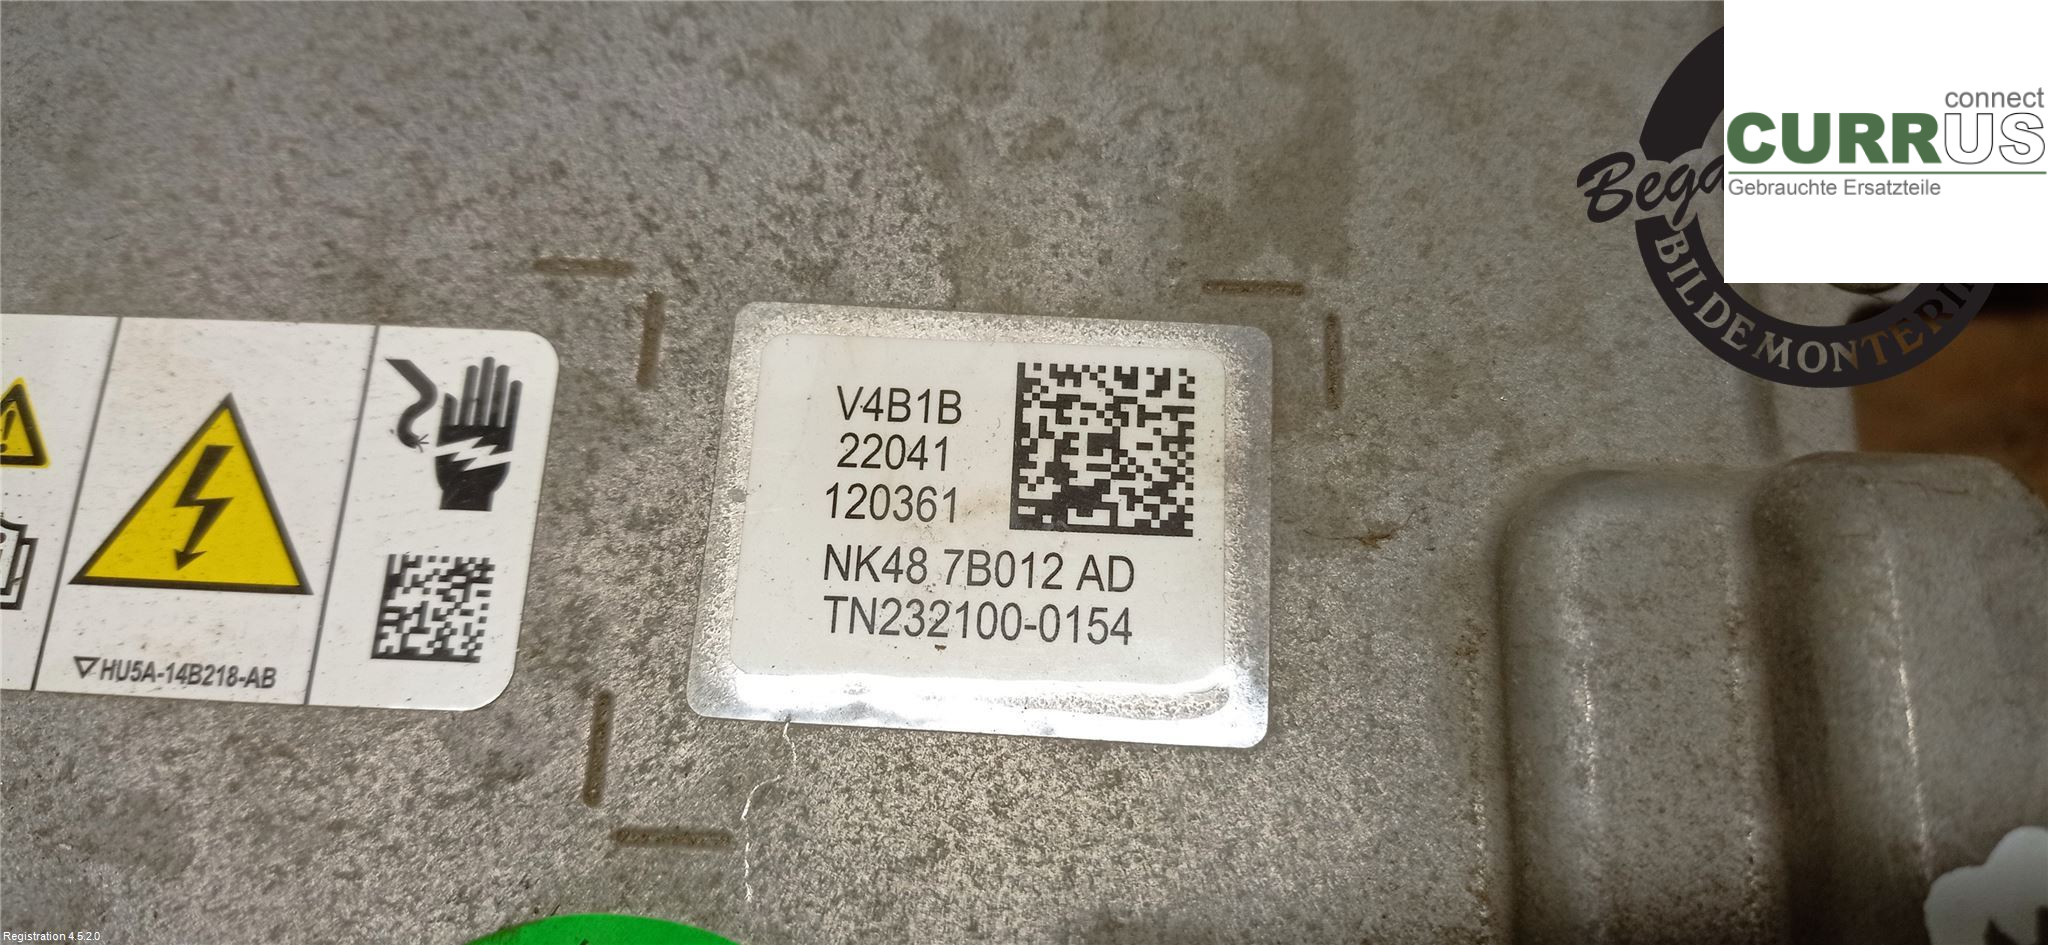 connect
CURRUS
Gebrauchte Ersatzteile
BILDEMONTERI
V4B1B
22041
120361
NK48 7B012 AD
TN232100-0154
HU5A-14B218-AB
Registration 4.5.2.0